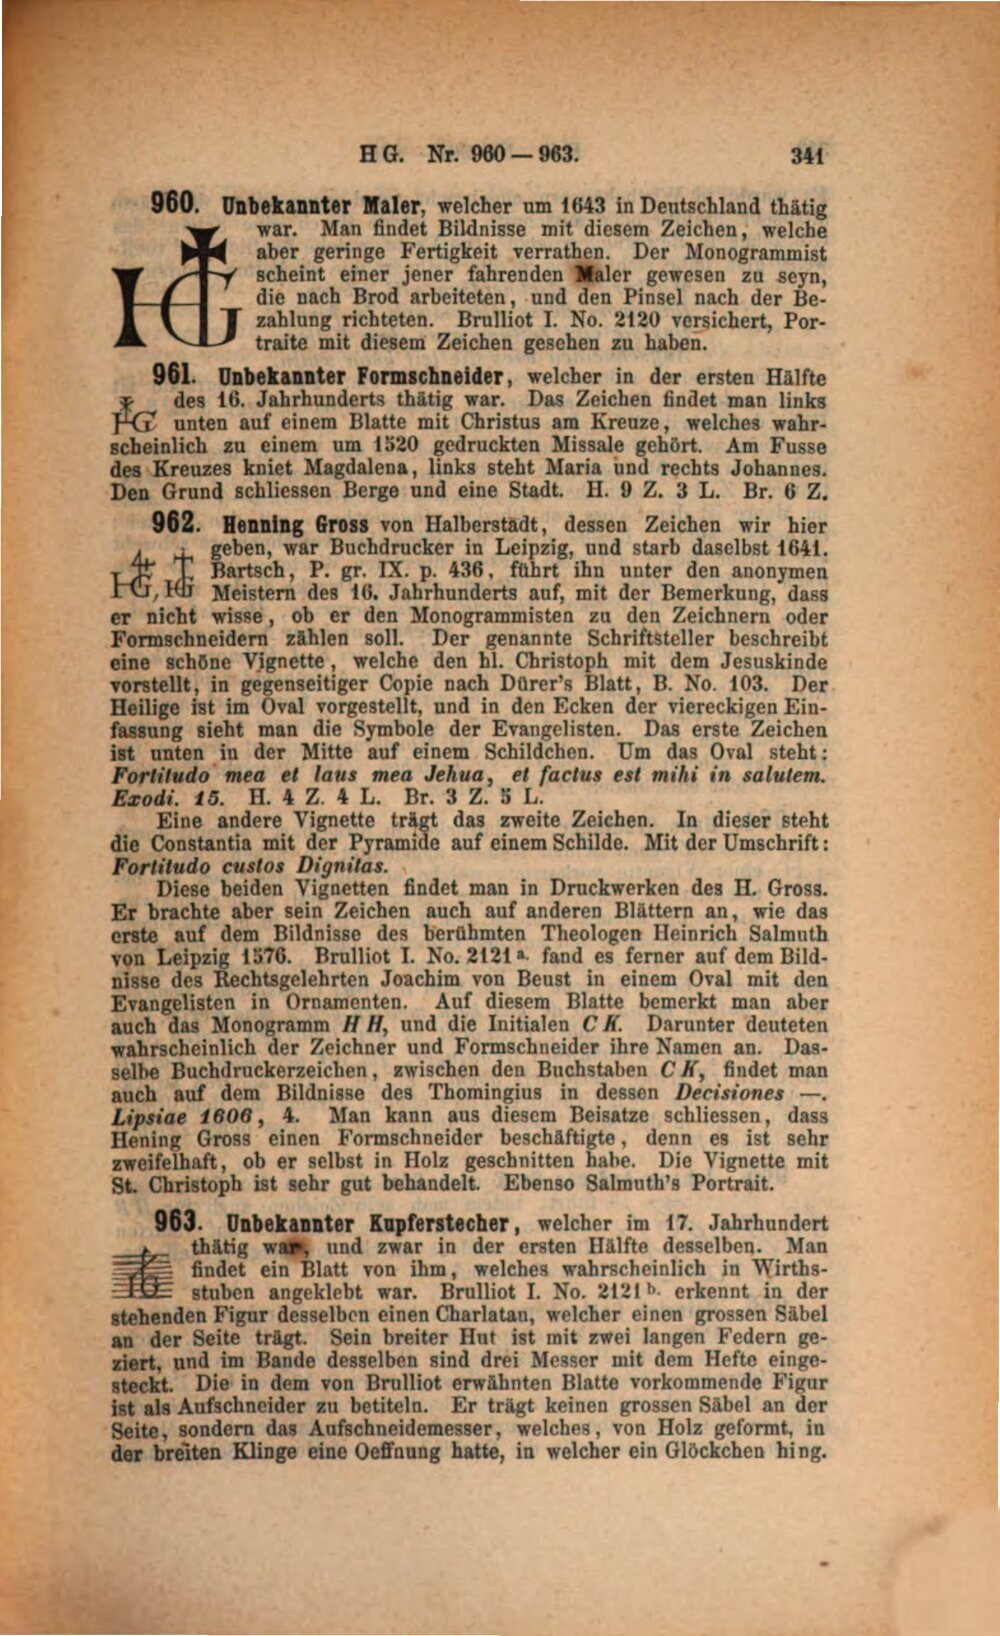 HG. Nr. 960 — 963. 341
960. Unbekannter Maler, welcher um 1643 in Deutschland thätig
war. Man findet Bildnisse mit diesem Zeichen, welche
aber geringe Fertigkeit verrathen. Der Monogrammist
scheint einer jener fahrenden Maler gewesen zu seyn,
die nach Brod arbeiteten, und den Pinsel nach der Be-
zahlung richteten. Brulliot I. No. 2120 versichert, Por-
traite mit diesem Zeichen gesehen zu haben.
HG
961. Unbekannter Formschneider, welcher in der ersten Hälfte
des 16. Jahrhunderts thätig war. Das Zeichen findet man links
HG unten auf einem Blatte mit Christus am Kreuze, welches wahr-
scheinlich zu einem um 1520 gedruckten Missale gehört. Am Fusse
des Kreuzes kniet Magdalena, links steht Maria und rechts Johannes.
Den Grund schliessen Berge und eine Stadt. H. 9 Z. 3 L. Br. 6 Z.
962. Henning Gross von Halberstadt, dessen Zeichen wir hier
geben, war Buchdrucker in Leipzig, und starb daselbst 1641.
Bartsch, P. gr. IX. p. 436, führt ihn unter den anonymen
HG, HG Meistern des 16. Jahrhunderts auf, mit der Bemerkung, dass
er nicht wisse, ob er den Monogrammisten zu den Zeichnern oder
Formschneidern zählen soll. Der genannte Schriftsteller beschreibt
eine schöne Vignette, welche den hl. Christoph mit dem Jesuskinde
vorstellt, in gegenseitiger Copie nach Dürer's Blatt, B. No. 103. Der
Heilige ist im Oval vorgestellt, und in den Ecken der viereckigen Ein-
fassung sieht man die Symbole der Evangelisten. Das erste Zeichen
ist unten in der Mitte auf einem Schildchen. Um das Oval steht:
Fortitudo mea et laus mea Jehua, et factus est mihi in salutem.
Exodi. 15. H. 4 Z. 4 L. Br. 3 Z. 5 L.
Eine andere Vignette trägt das zweite Zeichen. In dieser steht
die Constantia mit der Pyramide auf einem Schilde. Mit der Umschrift:
Fortitudo custos Dignitas.
Diese beiden Vignetten findet man in Druckwerken des H. Gross.
Er brachte aber sein Zeichen auch auf anderen Blättern an, wie das
erste auf dem Bildnisse des berühmten Theologen Heinrich Salmuth
von Leipzig 1576. Brulliot I. No. 2121 a. fand es ferner auf dem Bild-
nisse des Rechtsgelehrten Joachim von Beust in einem Oval mit den
Evangelisten in Ornamenten. Auf diesem Blatte bemerkt man aber
auch das Monogramm HH, und die Initialen CK. Darunter deuteten
wahrscheinlich der Zeichner und Formschneider ihre Namen an. Das-
selbe Buchdruckerzeichen, zwischen den Buchstaben CK, findet man
auch auf dem Bildnisse des Thomingius in dessen Decisiones —.
Lipsiae 1606, 4. Man kann aus diesem Beisatze schliessen, dass
Hening Gross einen Formschneider beschäftigte, denn es ist sehr
zweifelhaft, ob er selbst in Holz geschnitten habe. Die Vignette mit
St. Christoph ist sehr gut behandelt. Ebenso Salmuth's Portrait.
963. Unbekannter Kupferstecher, welcher im 17. Jahrhundert
thätig war, und zwar in der ersten Hälfte desselben. Man
findet ein Blatt von ihm, welches wahrscheinlich in Wirths-
HG stuben angeklebt war. Brulliot I. No. 2121 b. erkennt in der
stehenden Figur desselben einen Charlatan, welcher einen grossen Säbel
an der Seite trägt. Sein breiter Hut ist mit zwei langen Federn ge-
ziert, und im Bande desselben sind drei Messer mit dem Hefte einge-
steckt. Die in dem von Brulliot erwähnten Blatte vorkommende Figur
ist als Aufschneider zu betiteln. Er trägt keinen grossen Säbel an der
Seite, sondern das Aufschneidemesser, welches, von Holz geformt, in
der breiten Klinge eine Oeffnung hatte, in welcher ein Glöckchen hing.